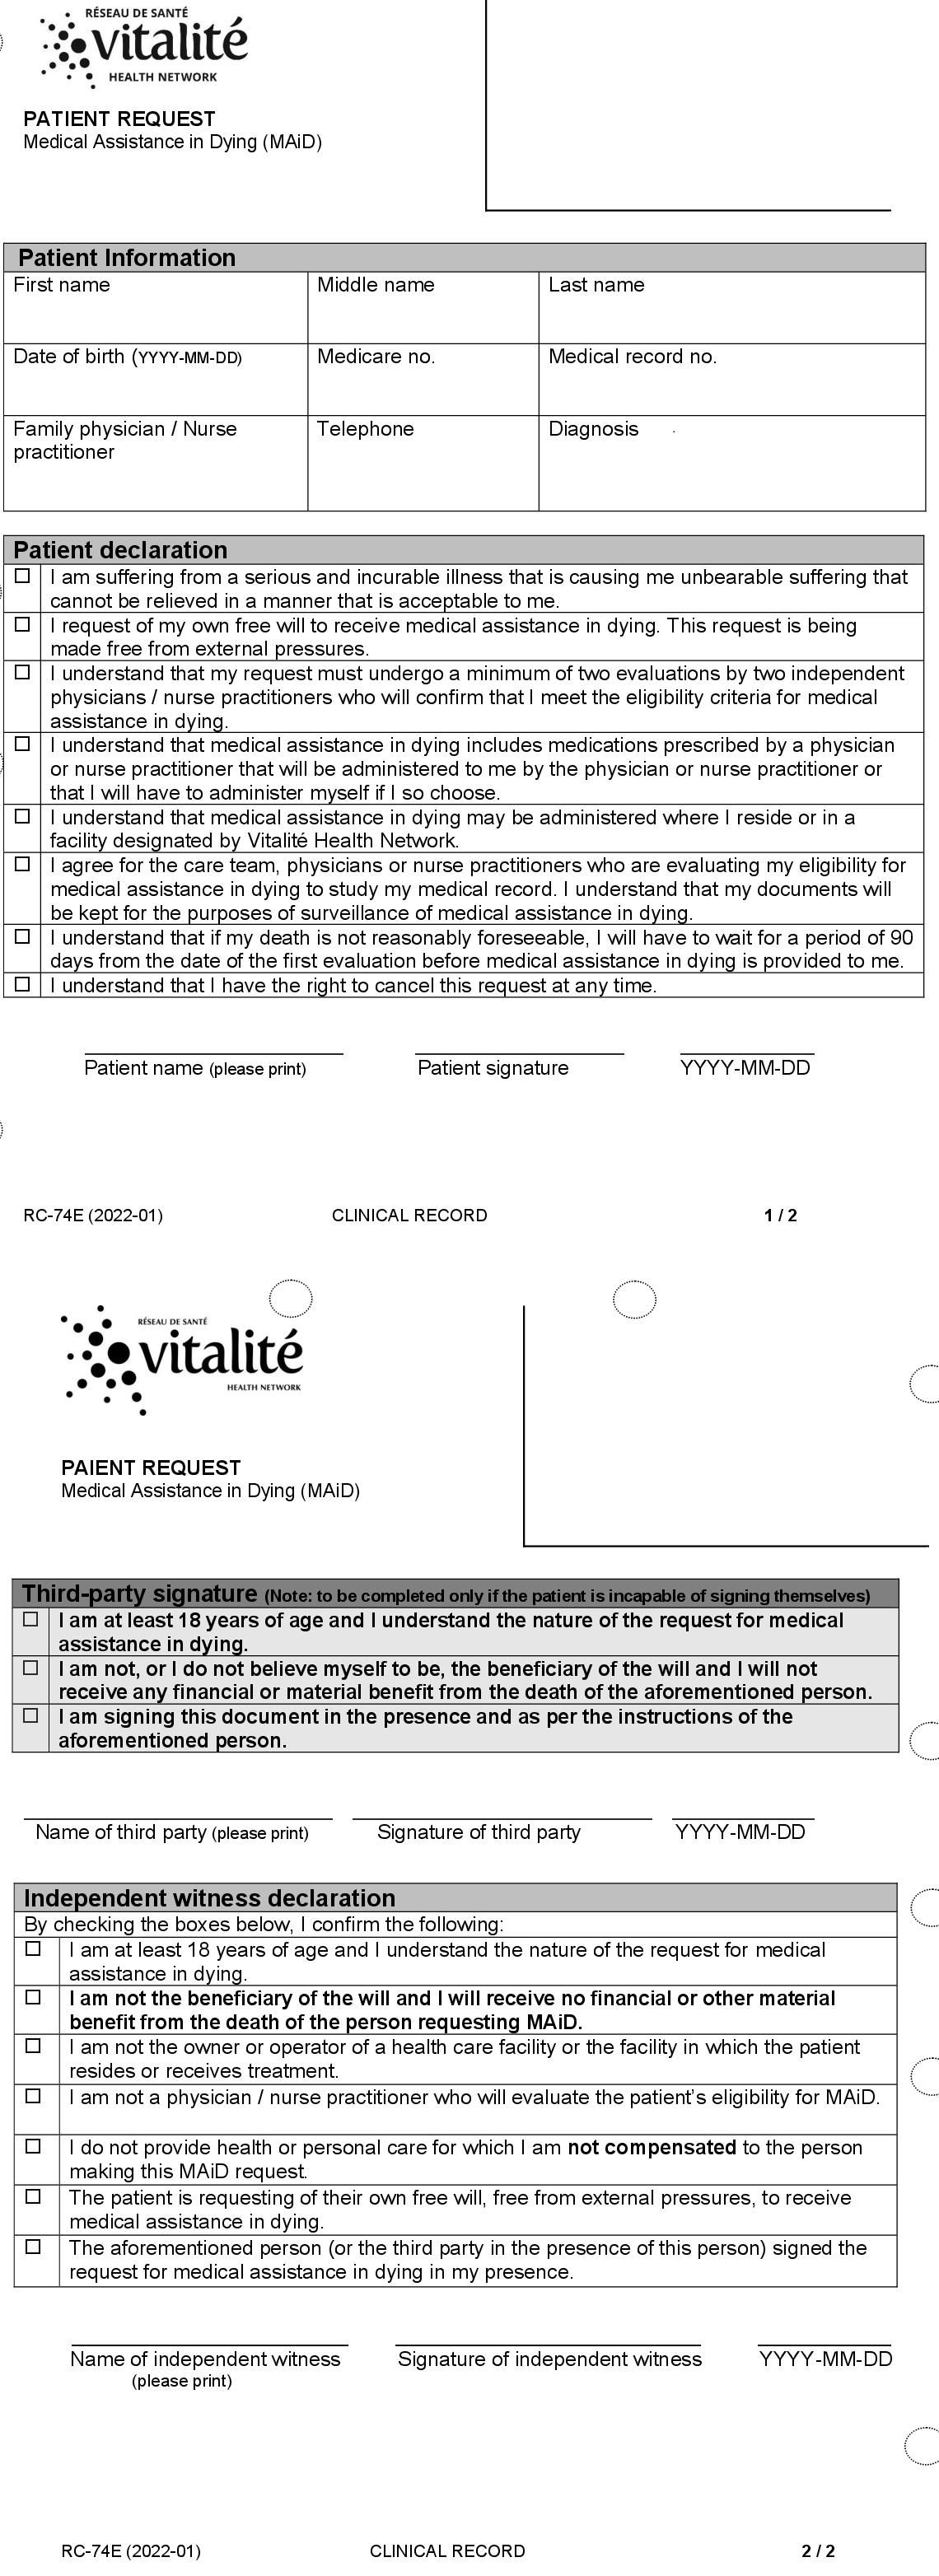 RÉSEAU DE SANTÉ
vitalité
HEALTH NETWORK
PATIENT REQUEST
Medical Assistance in Dying (MAiD)
Patient Information
First name
Middle name
Last name
Date of birth (YYYY-MM-DD)
Medicare no.
Medical record no.
Family physician / Nurse
practitioner
Telephone
Diagnosis
Patient declaration
I am suffering from a serious and incurable illness that is causing me unbearable suffering that
cannot be relieved in a manner that is acceptable to me.
I request of my own free will to receive medical assistance in dying. This request is being
made free from external pressures.
I understand that my request must undergo a minimum of two evaluations by two independent
physicians / nurse practitioners who will confirm that I meet the eligibility criteria for medical
assistance in dying.
I understand that medical assistance in dying includes medications prescribed by a physician
or nurse practitioner that will be administered to me by the physician or nurse practitioner or
that I will have to administer myself if I so choose.
I understand that medical assistance in dying may be administered where I reside or in a
facility designated by Vitalité Health Network.
I agree for the care team, physicians or nurse practitioners who are evaluating my eligibility for
medical assistance in dying to study my medical record. I understand that my documents will
be kept for the purposes of surveillance of medical assistance in dying.
I understand that if my death is not reasonably foreseeable, I will have to wait for a period of 90
days from the date of the first evaluation before medical assistance in dying is provided to me.
I understand that I have the right to cancel this request at any time.
Patient name (please print)
Patient signature
YYYY-MM-DD
RC-74E (2022-01)
CLINICAL RECORD
1 / 2
RÉSEAU DE SANTÉ
vitalité
HEALTH NETWORK
PAIENT REQUEST
Medical Assistance in Dying (MAiD)
Third-party signature (Note: to be completed only if the patient is incapable of signing themselves)
I am at least 18 years of age and I understand the nature of the request for medical
assistance in dying.
I am not, or I do not believe myself to be, the beneficiary of the will and I will not
receive any financial or material benefit from the death of the aforementioned person.
I am signing this document in the presence and as per the instructions of the
aforementioned person.
Name of third party (please print)
Signature of third party
YYYY-MM-DD
Independent witness declaration
By checking the boxes below, I confirm the following:
I am at least 18 years of age and I understand the nature of the request for medical
assistance in dying.
I am not the beneficiary of the will and I will receive no financial or other material
benefit from the death of the person requesting MAiD.
I am not the owner or operator of a health care facility or the facility in which the patient
resides or receives treatment.
I am not a physician / nurse practitioner who will evaluate the patient's eligibility for MAiD.
I do not provide health or personal care for which I am not compensated to the person
making this MAiD request.
The patient is requesting of their own free will, free from external pressures, to receive
medical assistance in dying.
The aforementioned person (or the third party in the presence of this person) signed the
request for medical assistance in dying in my presence.
Name of independent witness
(please print)
Signature of independent witness
YYYY-MM-DD
RC-74E (2022-01)
CLINICAL RECORD
2 / 2